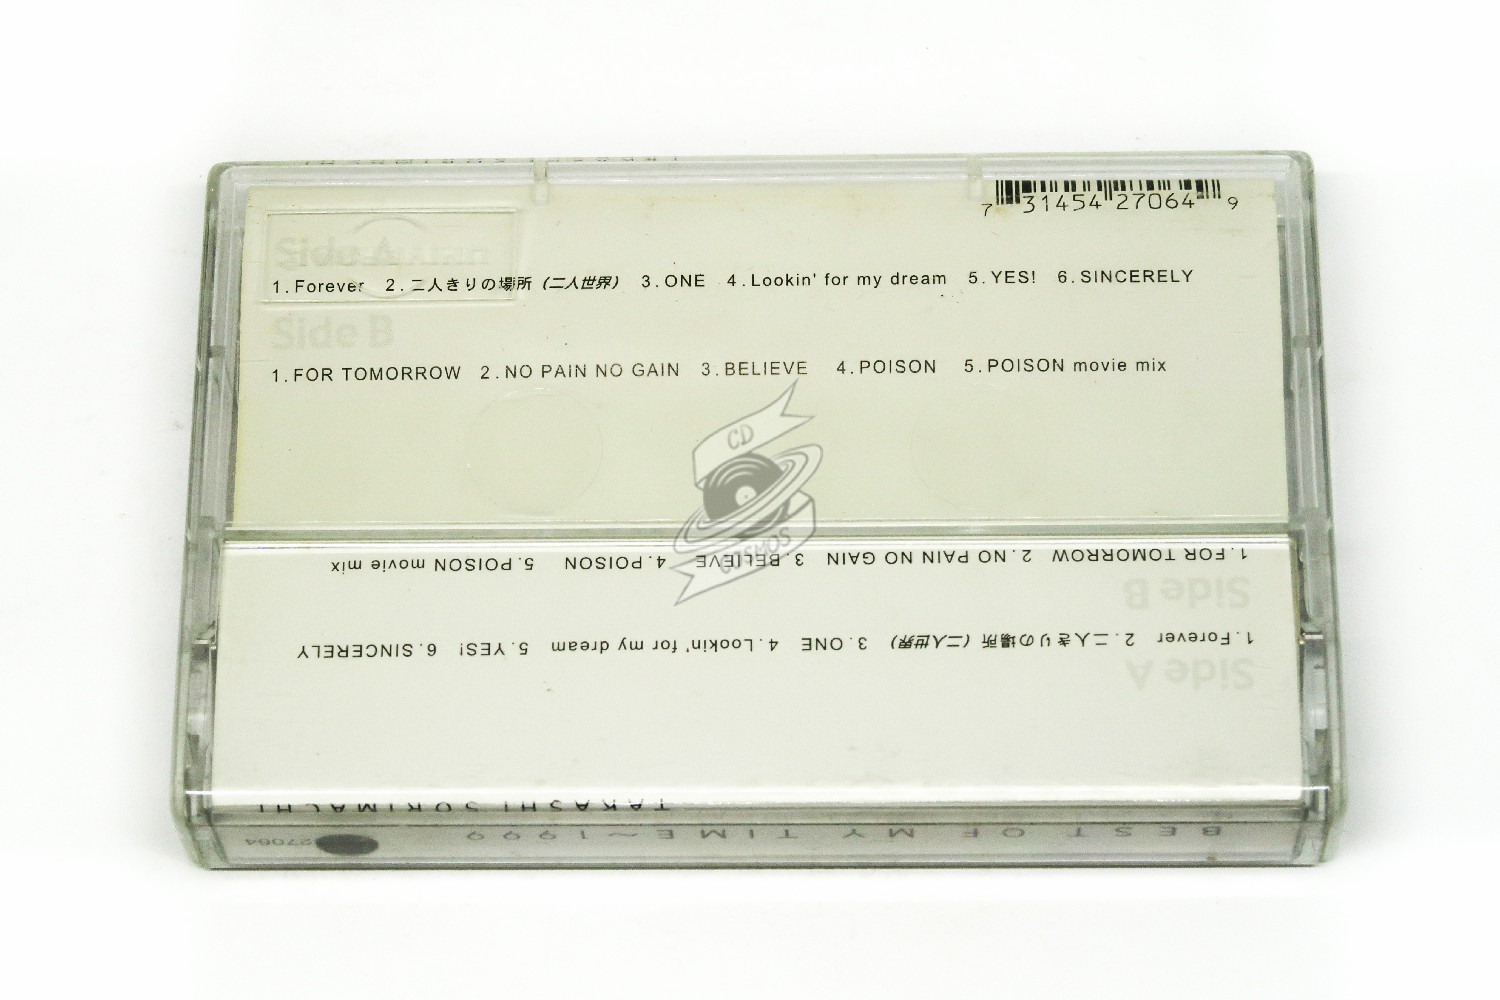 7 31454 27064 9
Side A
1.Forever 2.二人きりの場所（二人世界） 3.ONE 4.Lookin' for my dream 5.YES! 6.SINCERELY
Side B
1.FOR TOMORROW 2.NO PAIN NO GAIN 3.BELIEVE 4.POISON 5.POISON movie mix
CD
COSMOS
1.FOR TOMORROW 2.NO PAIN NO GAIN 3.BELIEVE 4.POISON 5.POISON movie mix
Side B
1.Forever 2.二人きりの場所（二人世界） 3.ONE 4.Lookin' for my dream 5.YES! 6.SINCERELY
Side A
TAKASHI SORIMACHI
BEST OF MY TIME~1999
27064